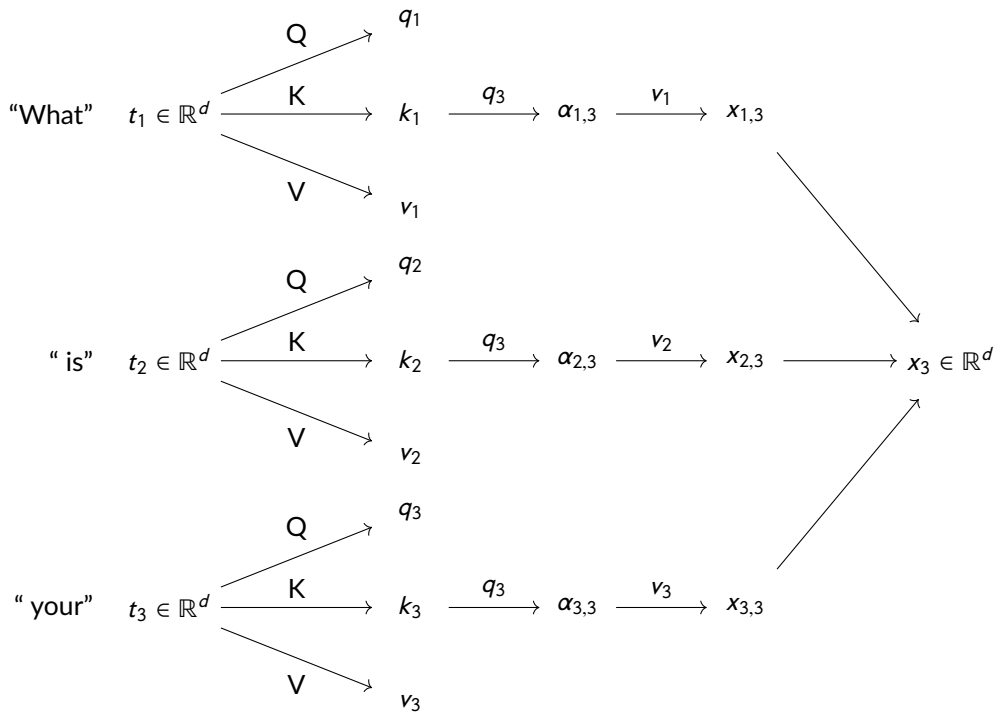 Q q₁
“What” t₁ ∈ ℝᵈ K k₁ q₃ α₁,₃ v₁ x₁,₃
V v₁
Q q₂
“ is” t₂ ∈ ℝᵈ K k₂ q₃ α₂,₃ v₂ x₂,₃ x₃ ∈ ℝᵈ
V v₂
Q q₃
“ your” t₃ ∈ ℝᵈ K k₃ q₃ α₃,₃ v₃ x₃,₃
V v₃